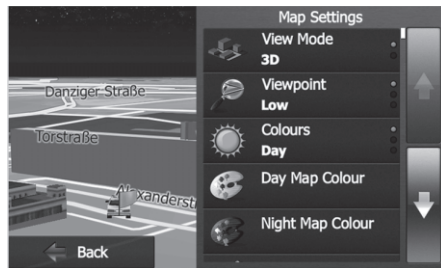 Map Settings
View Mode
3D
Viewpoint
Low
Colours
Day
Day Map Colour
Night Map Colour
Danziger Straße
Torstraße
Alexanderst
Back